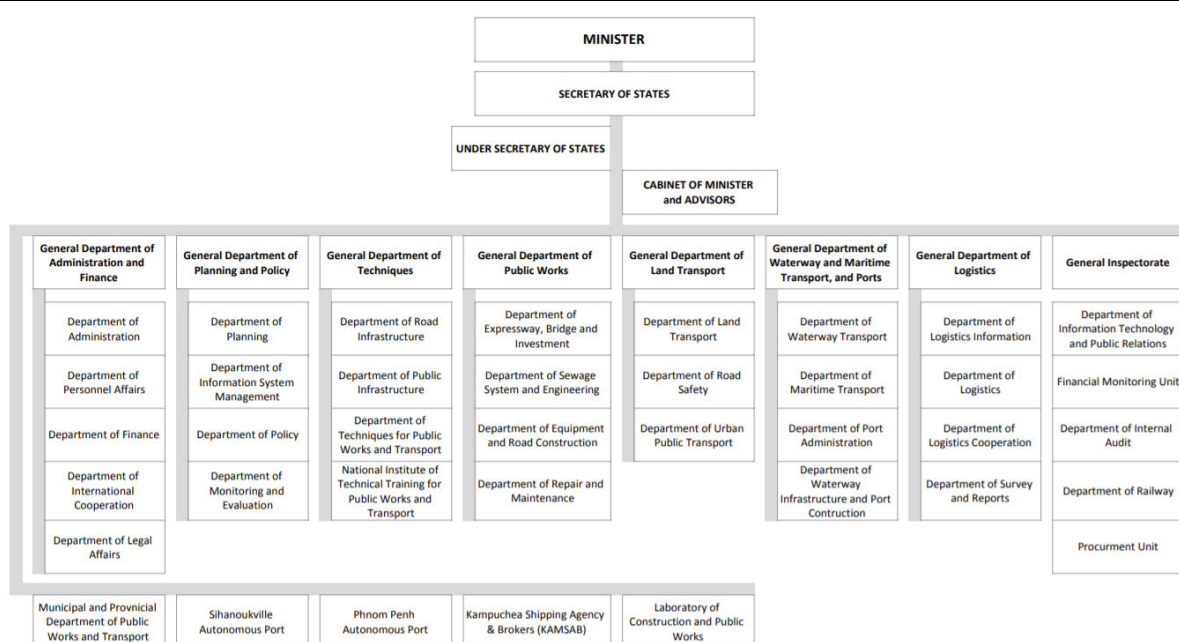 MINISTER
SECRETARY OF STATES
UNDER SECRETARY OF STATES
CABINET OF MINISTER
and ADVISORS
General Department of
Administration and
Finance
Department of
Administration
Department of
Personnel Affairs
Department of Finance
Department of
International
Cooperation
Department of Legal
Affairs
General Department of
Planning and Policy
Department of
Planning
Department of
Information System
Management
Department of Policy
Department of
Monitoring and
Evaluation
General Department of
Techniques
Department of Road
Infrastructure
Department of Public
Infrastructure
Department of
Techniques for Public
Works and Transport
National Institute of
Technical Training for
Public Works and
Transport
General Department of
Public Works
Department of
Expressway, Bridge and
Investment
Department of Sewage
System and Engineering
Department of Equipment
and Road Construction
Department of Repair and
Maintenance
General Department of
Land Transport
Department of Land
Transport
Department of Road
Safety
Department of Urban
Public Transport
General Department of
Waterway and Maritime
Transport, and Ports
Department of
Waterway Transport
Department of
Maritime Transport
Department of Port
Administration
Department of
Waterway
Infrastructure and Port
Contruction
General Department of
Logistics
Department of
Logistics Information
Department of
Logistics
Department of
Logistics Cooperation
Department of Survey
and Reports
General Inspectorate
Department of
Information Technology
and Public Relations
Financial Monitoring Unit
Department of Internal
Audit
Department of Railway
Procurment Unit
Municipal and Provnicial
Department of Public
Works and Transport
Sihanoukville
Autonomous Port
Phnom Penh
Autonomous Port
Kampuchea Shipping Agency
& Brokers (KAMSAB)
Laboratory of
Construction and Public
Works